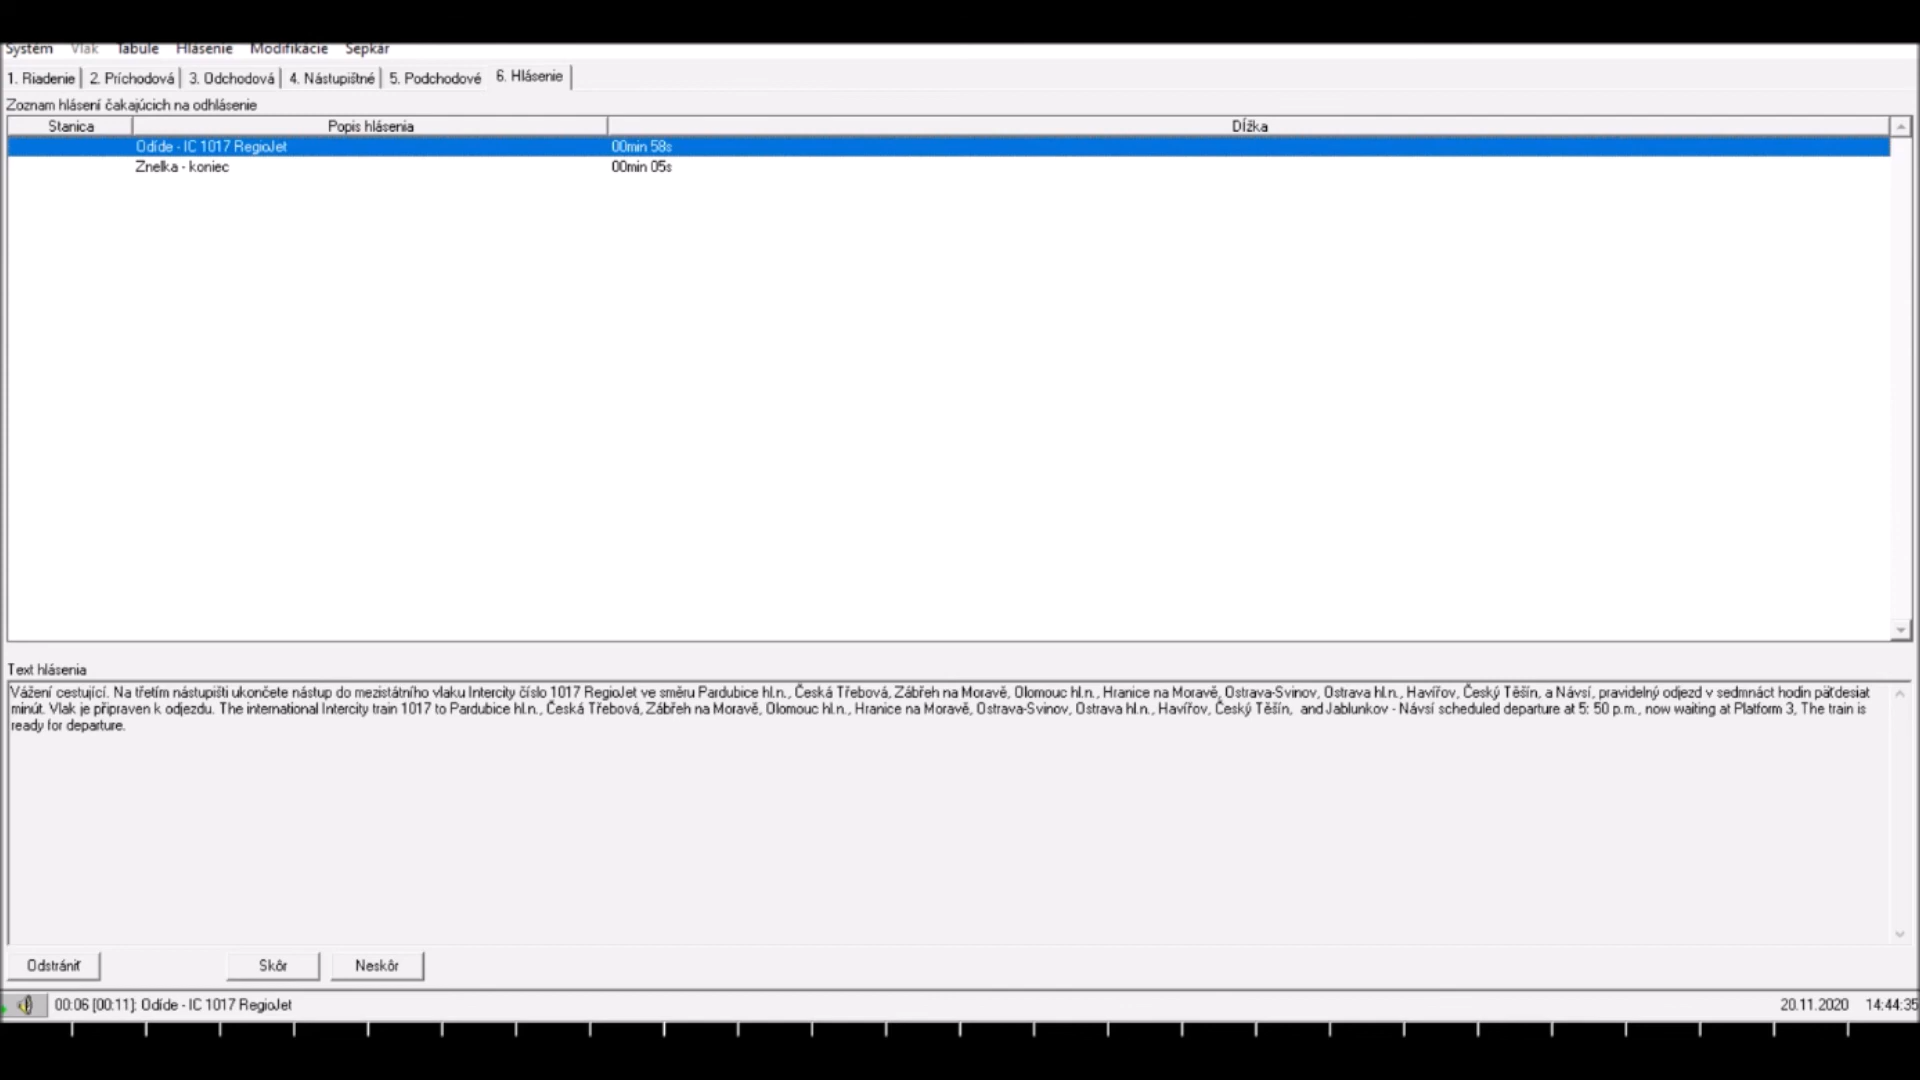 Systém Vlak Tabule Hlásenie Modifikácie Šepkár
1. Riadenie 2. Príchodová 3. Odchodová 4. Nástupištné 5. Podchodové 6. Hlásenie
Zoznam hlásení čakajúcich na odhlásenie
Stanica Popis hlásenia Dĺžka
Odíde - IC 1017 RegioJet 00min 58s
Znelka - koniec 00min 05s
Text hlásenia
Vážení cestující. Na třetím nástupišti ukončete nástup do mezistátního vlaku Intercity číslo 1017 RegioJet ve směru Pardubice hl.n., Česká Třebová, Zábřeh na Moravě, Olomouc hl.n., Hranice na Moravě, Ostrava-Svinov, Ostrava hl.n., Havířov, Český Těšín, a Návsí, pravidelný odjezd v sedmnáct hodin päťdesiat
minút. Vlak je připraven k odjezdu. The international Intercity train 1017 to Pardubice hl.n., Česká Třebová, Zábřeh na Moravě, Olomouc hl.n., Hranice na Moravě, Ostrava-Svinov, Ostrava hl.n., Havířov, Český Těšín, and Jablunkov - Návsí scheduled departure at 5: 50 p.m., now waiting at Platform 3, The train is
ready for departure.
Odstrániť Skôr Neskôr
00:06 [00:11]: Odíde - IC 1017 RegioJet 20.11.2020 14:44:35